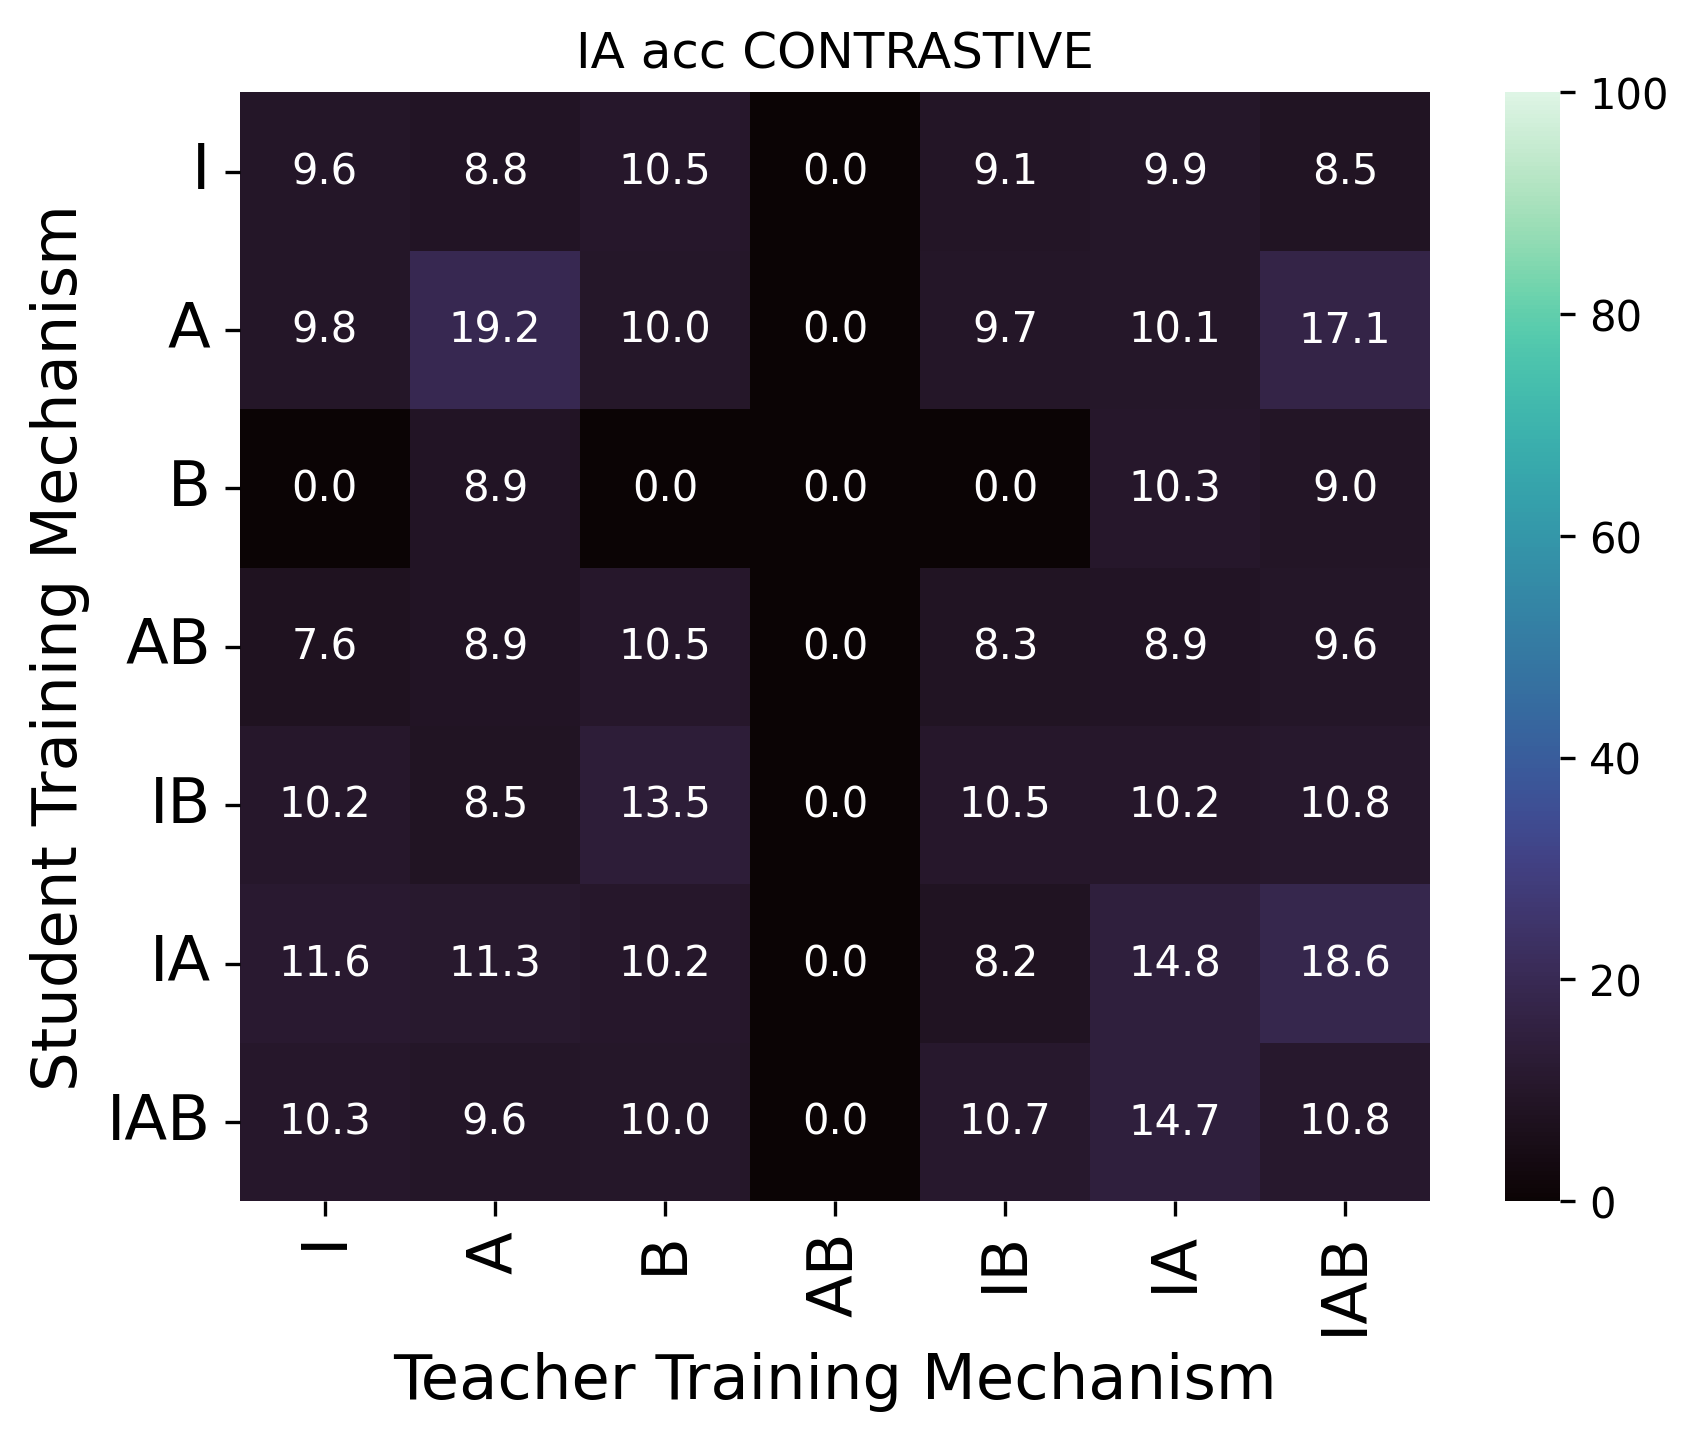 IA acc CONTRASTIVE
Student Training Mechanism
I 9.6 8.8 10.5 0.0 9.1 9.9 8.5
A 9.8 19.2 10.0 0.0 9.7 10.1 17.1
B 0.0 8.9 0.0 0.0 0.0 10.3 9.0
AB 7.6 8.9 10.5 0.0 8.3 8.9 9.6
IB 10.2 8.5 13.5 0.0 10.5 10.2 10.8
IA 11.6 11.3 10.2 0.0 8.2 14.8 18.6
IAB 10.3 9.6 10.0 0.0 10.7 14.7 10.8
I A B AB IB IA IAB
Teacher Training Mechanism
100
80
60
40
20
0